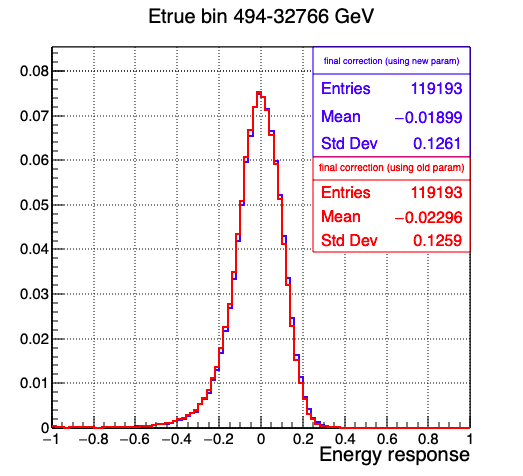 Etrue bin 494-32766 GeV
final correction (using new param)
Entries 119193
Mean −0.01899
Std Dev 0.1261
final correction (using old param)
Entries 119193
Mean −0.02296
Std Dev 0.1259
0.08
0.07
0.06
0.05
0.04
0.03
0.02
0.01
0
−1 −0.8 −0.6 −0.4 −0.2 0 0.2 0.4 0.6 0.8 1
Energy response